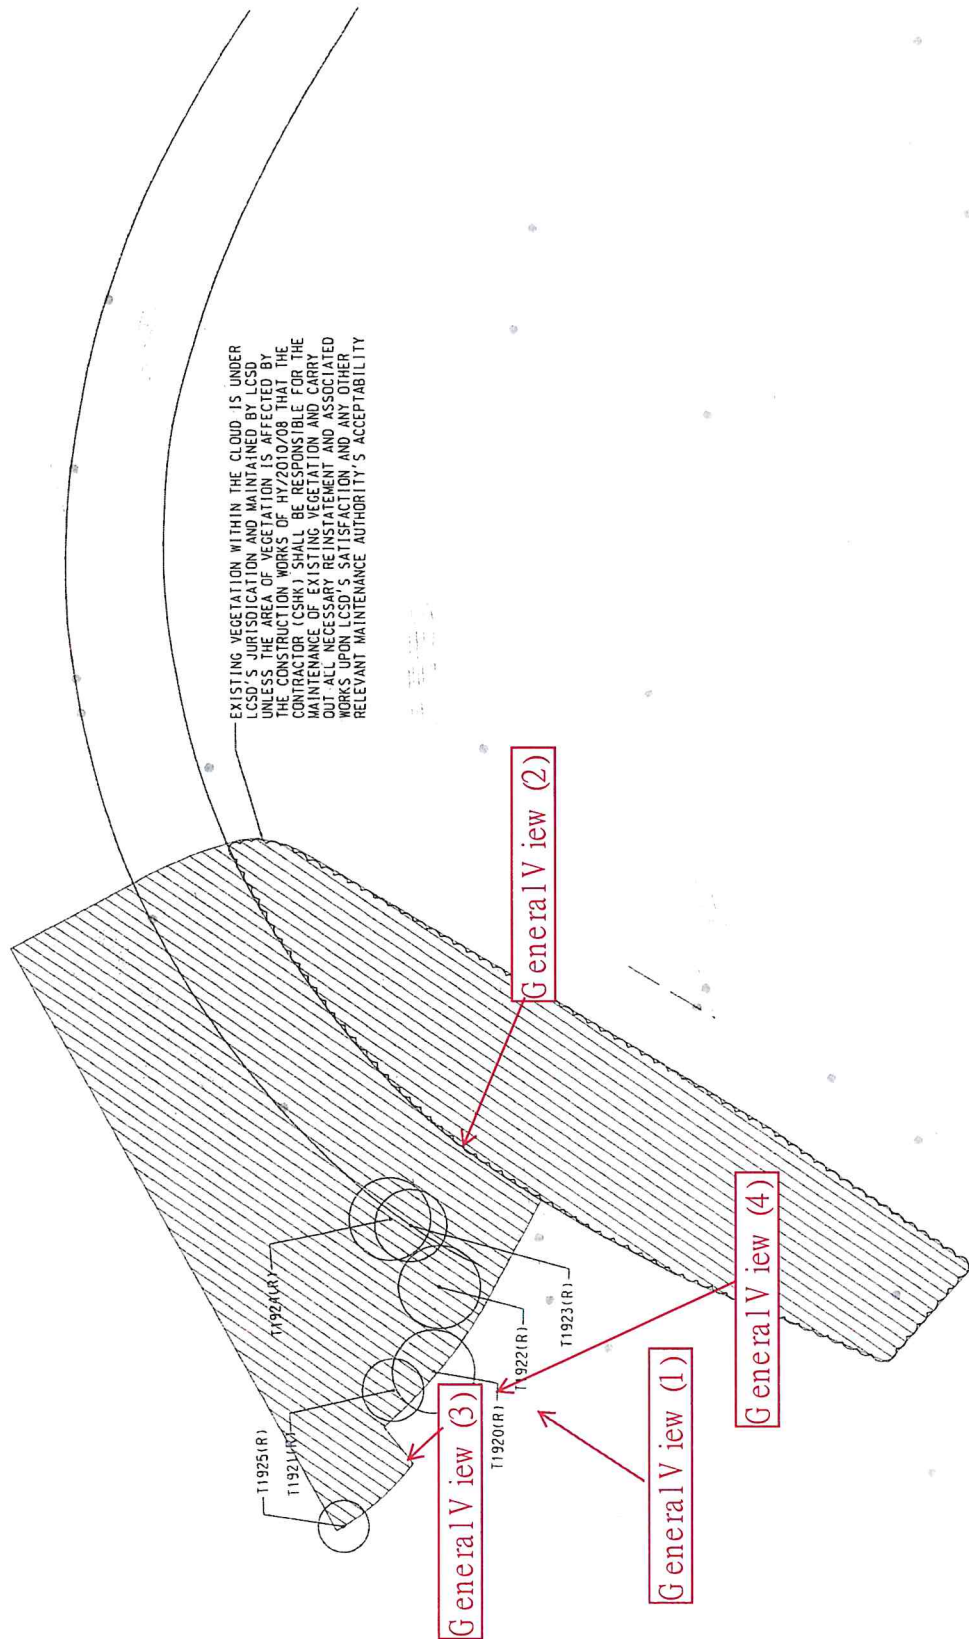 EXISTING VEGETATION WITHIN THE CLOUD IS UNDER
LCSD'S JURISDICATION AND MAINTAINED BY LCSD
UNLESS THE AREA OF VEGETATION IS AFFECTED BY
THE CONSTRUCTION WORKS OF HY/2010/08 THAT THE
CONTRACTOR (CSHK) SHALL BE RESPONSIBLE FOR THE
MAINTENANCE OF EXISTING VEGETATION AND CARRY
OUT ALL NECESSARY REINSTATEMENT AND ASSOCIATED
WORKS UPON LCSD'S SATISFACTION AND ANY OTHER
RELEVANT MAINTENANCE AUTHORITY'S ACCEPTABILITY
T1925(R)
T1921(R)
T1924(R)
T1920(R)
T1922(R)
T1923(R)
General View (3)
General View (1)
General View (4)
General View (2)